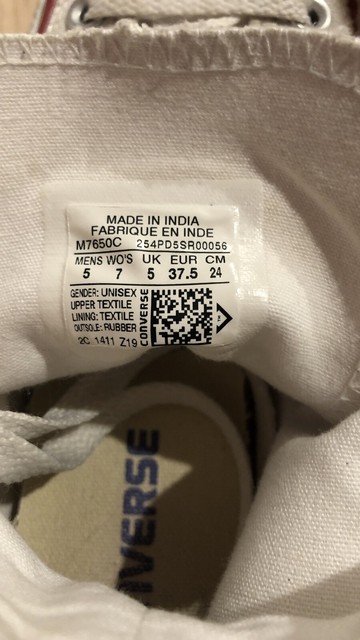 MADE IN INDIA
FABRIQUE EN INDE
M7650C 254PD5SR00056
MENS WO'S UK EUR CM
5 7 5 37.5 24
GENDER: UNISEX
UPPER TEXTILE
LINING: TEXTILE
OUTSOLE: RUBBER
2C 1411 Z19
CONVERSE
VERSE